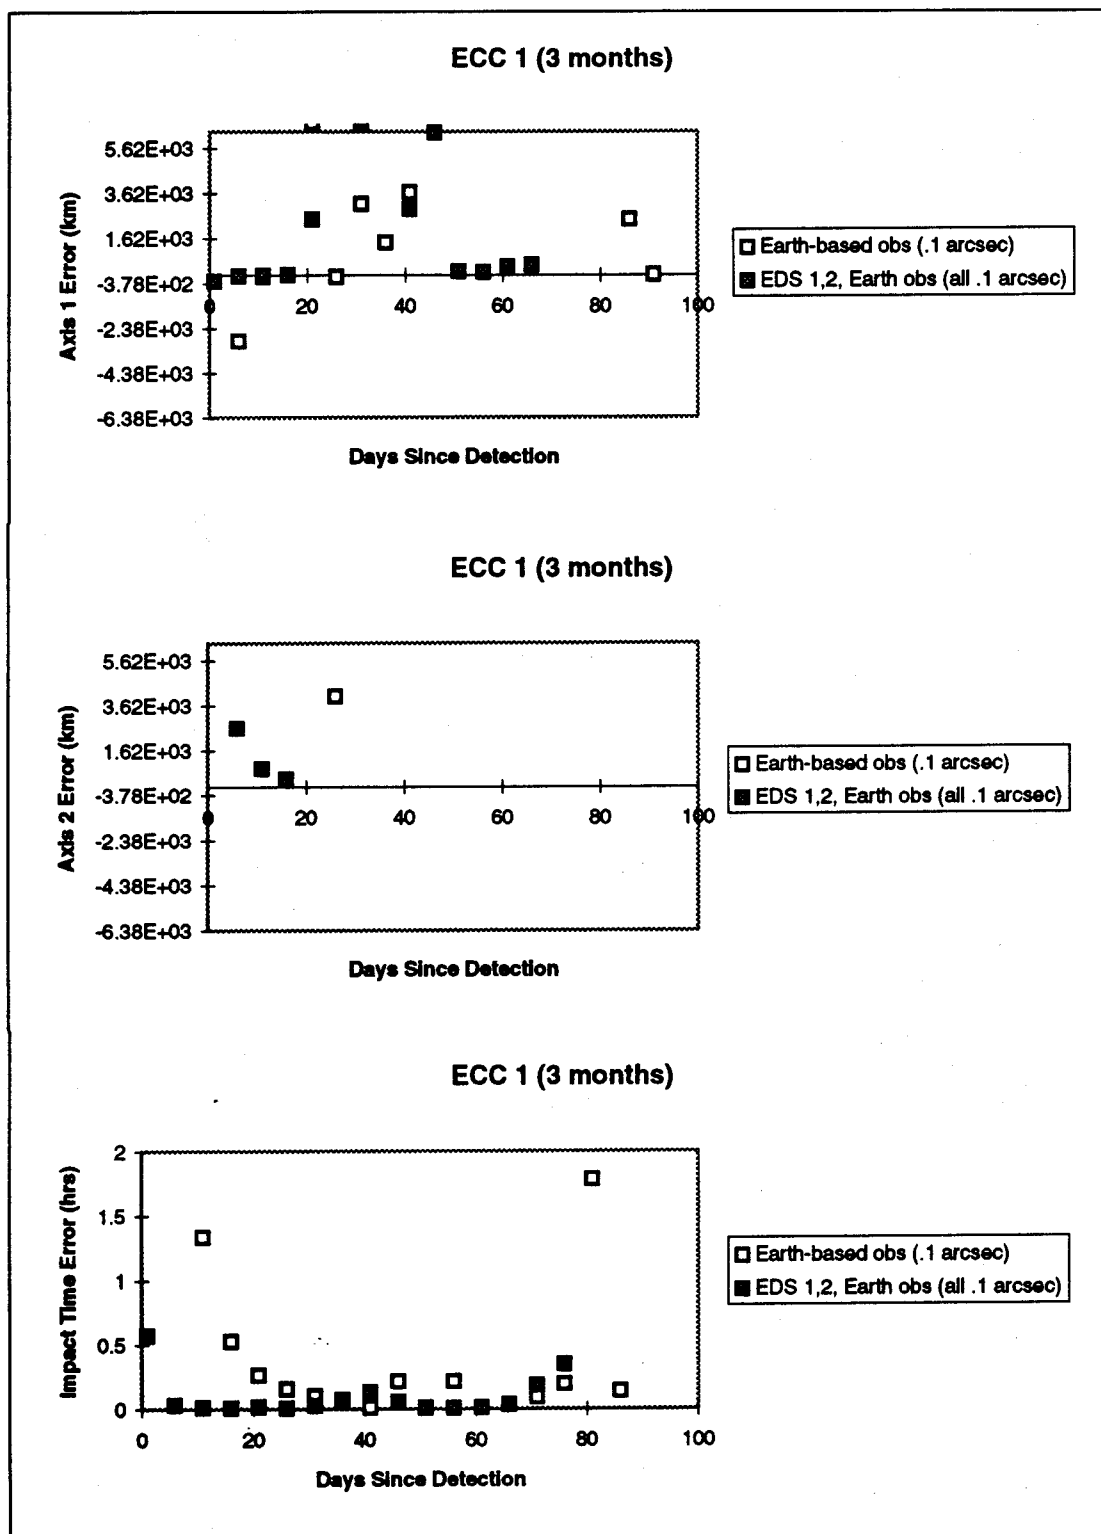 ECC 1 (3 months)
5.62E+03
3.62E+03
1.62E+03
-3.78E+02
-2.38E+03
-4.38E+03
-6.38E+03
Axis 1 Error (km)
0 20 40 60 80 100
Days Since Detection
Earth-based obs (.1 arcsec)
EDS 1,2, Earth obs (all .1 arcsec)
ECC 1 (3 months)
5.62E+03
3.62E+03
1.62E+03
-3.78E+02
-2.38E+03
-4.38E+03
-6.38E+03
Axis 2 Error (km)
0 20 40 60 80 100
Days Since Detection
Earth-based obs (.1 arcsec)
EDS 1,2, Earth obs (all .1 arcsec)
ECC 1 (3 months)
2
1.5
1
0.5
0
Impact Time Error (hrs)
0 20 40 60 80 100
Days Since Detection
Earth-based obs (.1 arcsec)
EDS 1,2, Earth obs (all .1 arcsec)